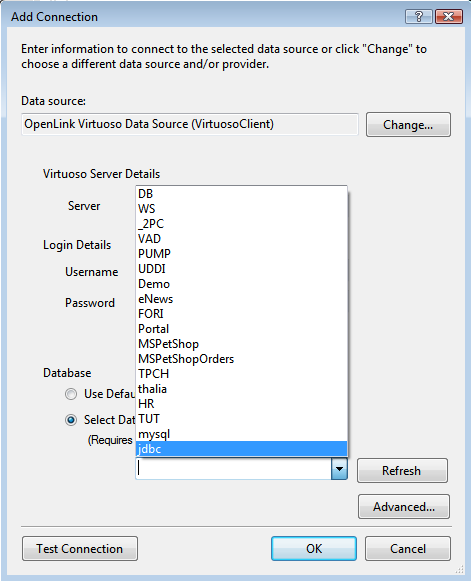 Add Connection
Enter information to connect to the selected data source or click "Change" to
choose a different data source and/or provider.
Data source:
OpenLink Virtuoso Data Source (VirtuosoClient)
Change...
Virtuoso Server Details
Server
Login Details
Username
Password
DB
WS
_2PC
VAD
PUMP
UDDI
Demo
eNews
FORI
Portal
MSPetShop
MSPetShopOrders
TPCH
thalia
HR
TUT
mysql
jdbc
Database
Use Defau
Select Dat
(Requires
Refresh
Advanced...
Test Connection
OK
Cancel